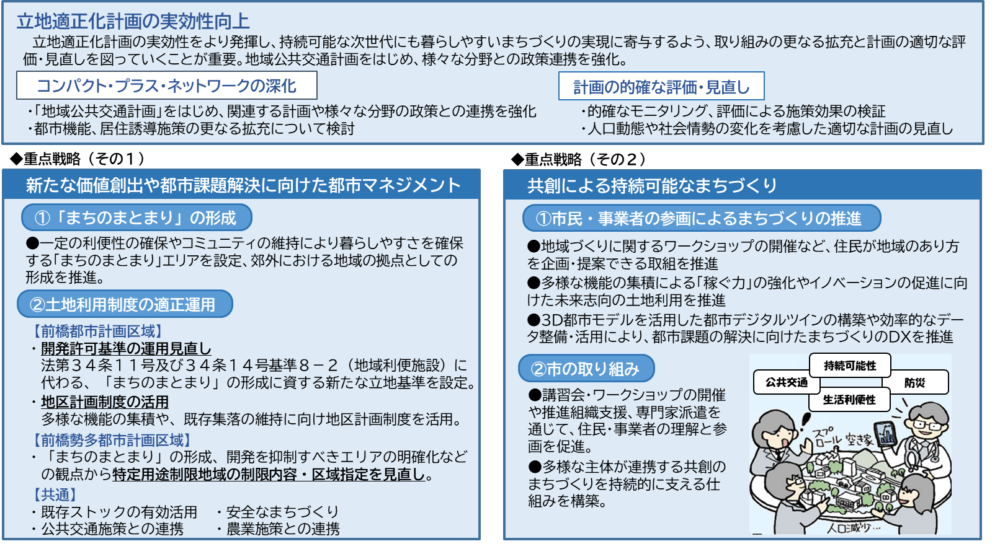 立地適正化計画の実効性向上
立地適正化計画の実効性をより発揮し、持続可能な次世代にも暮らしやすいまちづくりの実現に寄与するよう、取り組みの更なる拡充と計画の適切な評
価・見直しを図っていくことが重要。地域公共交通計画をはじめ、様々な分野との政策連携を強化。
コンパクト・プラス・ネットワークの深化
・「地域公共交通計画」をはじめ、関連する計画や様々な分野の政策との連携を強化
・都市機能、居住誘導施策の更なる拡充について検討
計画の的確な評価・見直し
・的確なモニタリング、評価による施策効果の検証
・人口動態や社会情勢の変化を考慮した適切な計画の見直し
◆重点戦略（その１）
新たな価値創出や都市課題解決に向けた都市マネジメント
①「まちのまとまり」の形成
●一定の利便性の確保やコミュニティの維持により暮らしやすさを確保
する「まちのまとまり」エリアを設定、郊外における地域の拠点としての
形成を推進。
②土地利用制度の適正運用
【前橋都市計画区域】
・開発許可基準の運用見直し
法第３４条１１号及び３４条１４号基準８－２（地域利便施設）に
代わる、「まちのまとまり」の形成に資する新たな立地基準を設定。
・地区計画制度の活用
多様な機能の集積や、既存集落の維持に向け地区計画制度を活用。
【前橋勢多都市計画区域】
・「まちのまとまり」の形成、開発を抑制すべきエリアの明確化など
の観点から特定用途制限地域の制限内容・区域指定を見直し。
【共通】
・既存ストックの有効活用　・安全なまちづくり
・公共交通施策との連携　・農業施策との連携
◆重点戦略（その２）
共創による持続可能なまちづくり
①市民・事業者の参画によるまちづくりの推進
●地域づくりに関するワークショップの開催など、住民が地域のあり方
を企画・提案できる取組を推進
●多様な機能の集積による「稼ぐ力」の強化やイノベーションの促進に向
けた未来志向の土地利用を推進
●3D都市モデルを活用した都市デジタルツインの構築や効率的なデー
タ整備・活用により、都市課題の解決に向けたまちづくりのDXを推進
②市の取り組み
●講習会・ワークショップの開催
や推進組織支援、専門家派遣を
通じて、住民・事業者の理解と参
画を促進。
●多様な主体が連携する共創の
まちづくりを持続的に支える仕
組みを構築。
持続可能性
公共交通
防災
生活利便性
スプ
ロール 空き家
人口減少…